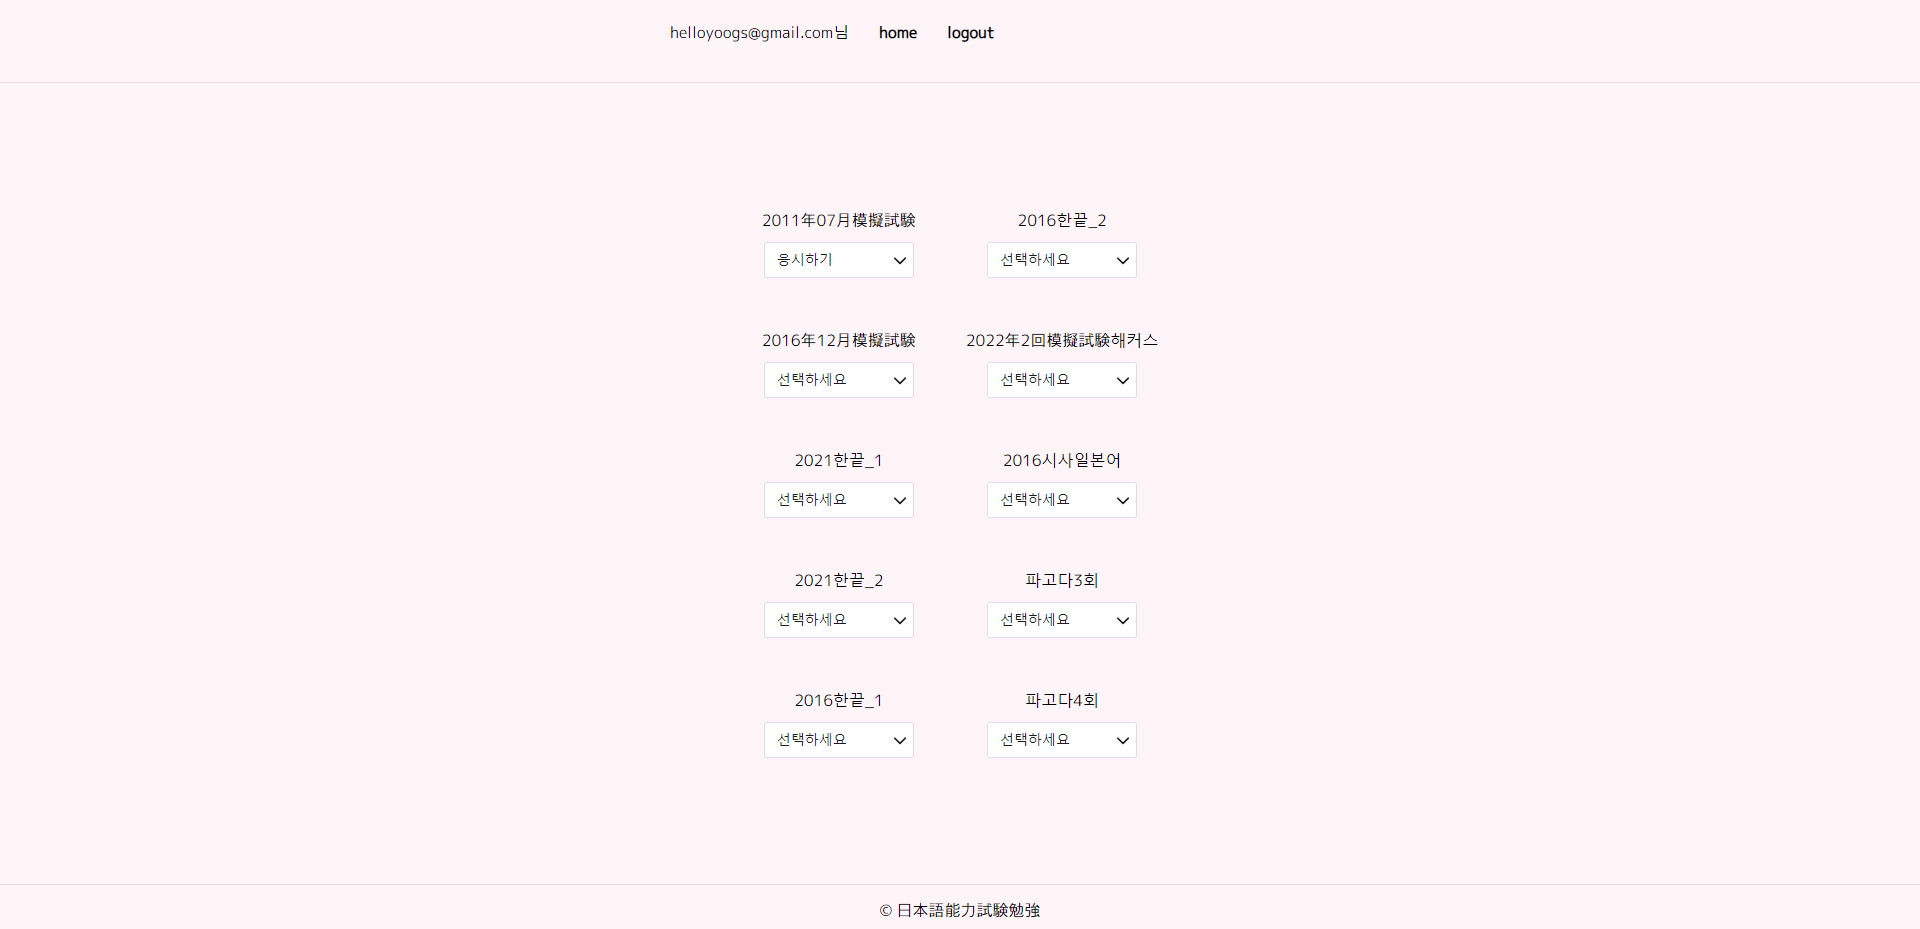 helloyoogs@gmail.com님 home logout
2011年07月模擬試験 2016한끝_2
응시하기 선택하세요
2016年12月模擬試験 2022年2回模擬試験해커스
선택하세요 선택하세요
2021한끝_1 2016시사일본어
선택하세요 선택하세요
2021한끝_2 파고다3회
선택하세요 선택하세요
2016한끝_1 파고다4회
선택하세요 선택하세요
© 日本語能力試験勉強